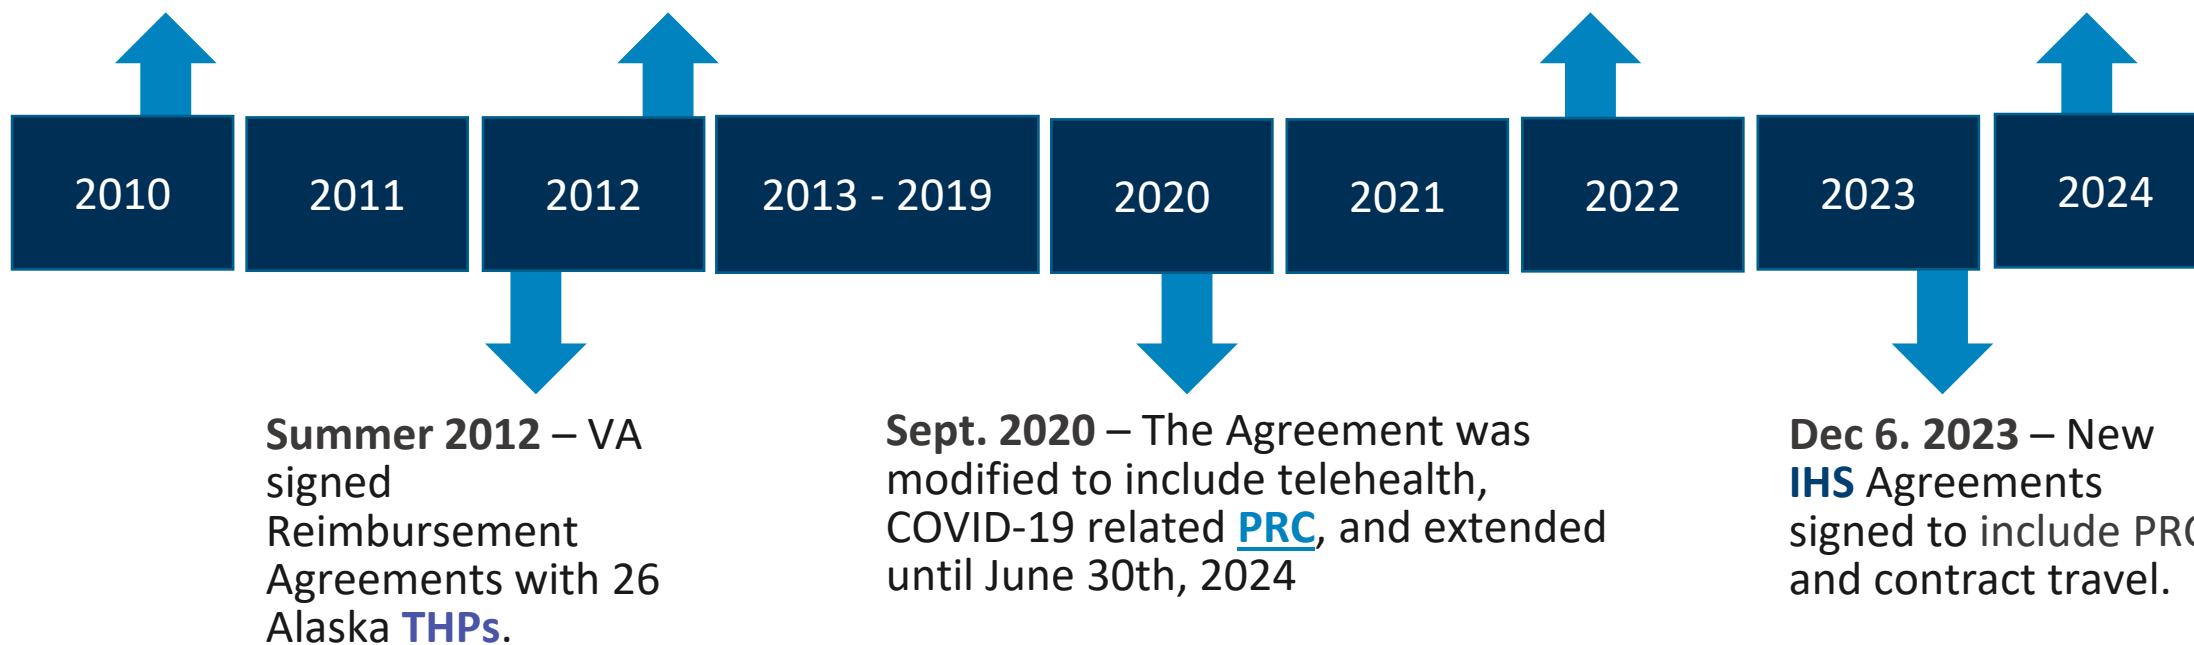 2010
2011
2012
2013 - 2019
2020
2021
2022
2023
2024
Summer 2012 – VA
signed
Reimbursement
Agreements with 26
Alaska THPs.
Sept. 2020 – The Agreement was
modified to include telehealth,
COVID-19 related PRC, and extended
until June 30th, 2024
Dec 6. 2023 – New
IHS Agreements
signed to include PRC
and contract travel.